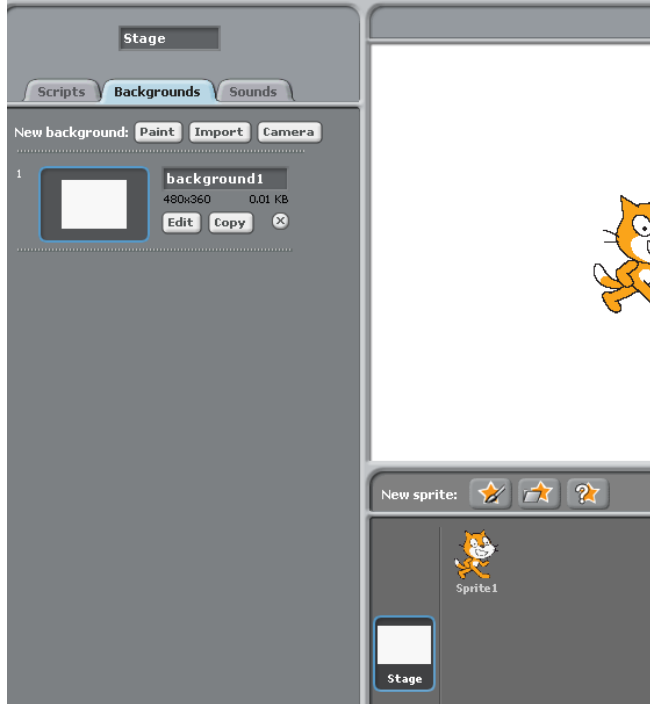 Stage
Scripts Backgrounds Sounds
New background: Paint Import Camera
1
background1
480x360 0.01 KB
Edit Copy
New sprite:
Sprite1
Stage